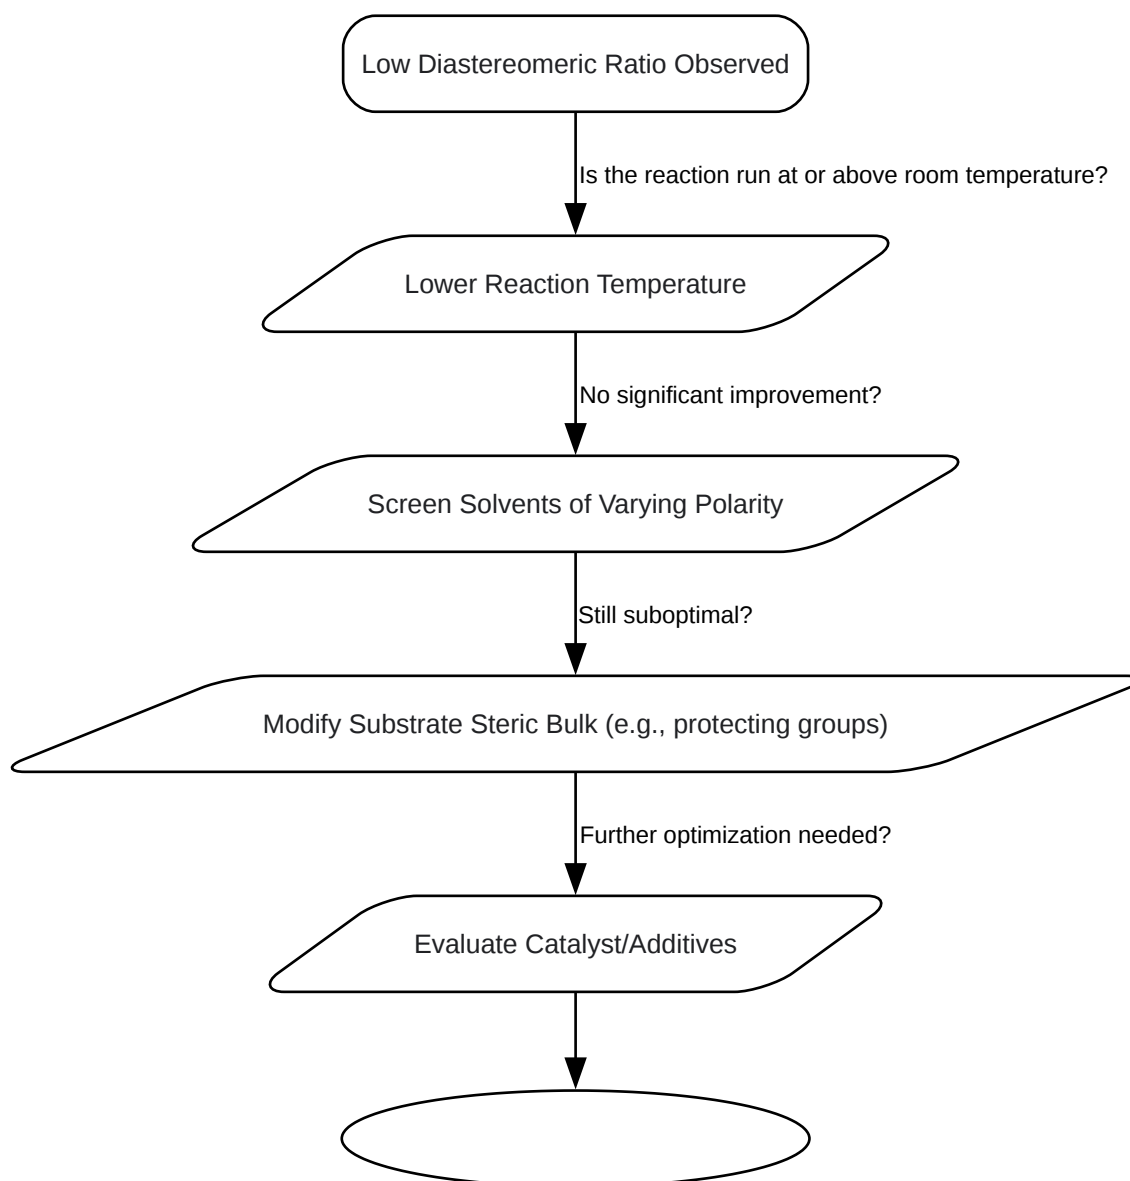 Low Diastereomeric Ratio Observed
Is the reaction run at or above room temperature?
Lower Reaction Temperature
No significant improvement?
Screen Solvents of Varying Polarity
Still suboptimal?
Modify Substrate Steric Bulk (e.g., protecting groups)
Further optimization needed?
Evaluate Catalyst/Additives